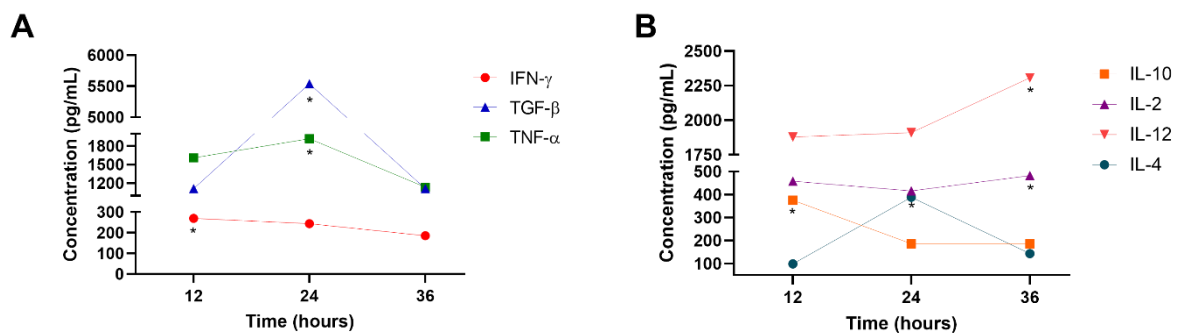 A
Concentration (pg/mL)
6000
5500
5000
1800
1500
1200
300
200
100
0
*
*
*
12
24
36
Time (hours)
IFN-γ
TGF-β
TNF-α
B
Concentration (pg/mL)
2500
2250
2000
1750
500
400
300
200
100
*
*
*
*
12
24
36
Time (hours)
IL-10
IL-2
IL-12
IL-4